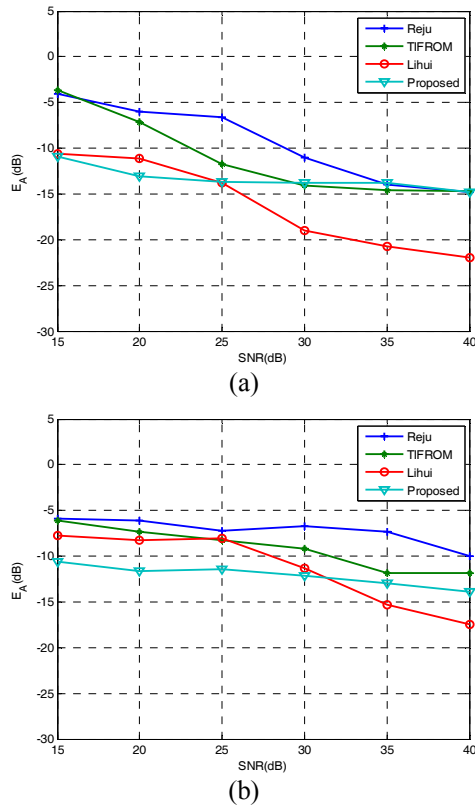 5
0
-5
-10
-15
-20
-25
-30
E_A(dB)
15
20
25
30
35
40
SNR(dB)
Reju
TIFROM
Lihui
Proposed
(a)
5
0
-5
-10
-15
-20
-25
-30
E_A(dB)
15
20
25
30
35
40
SNR(dB)
Reju
TIFROM
Lihui
Proposed
(b)